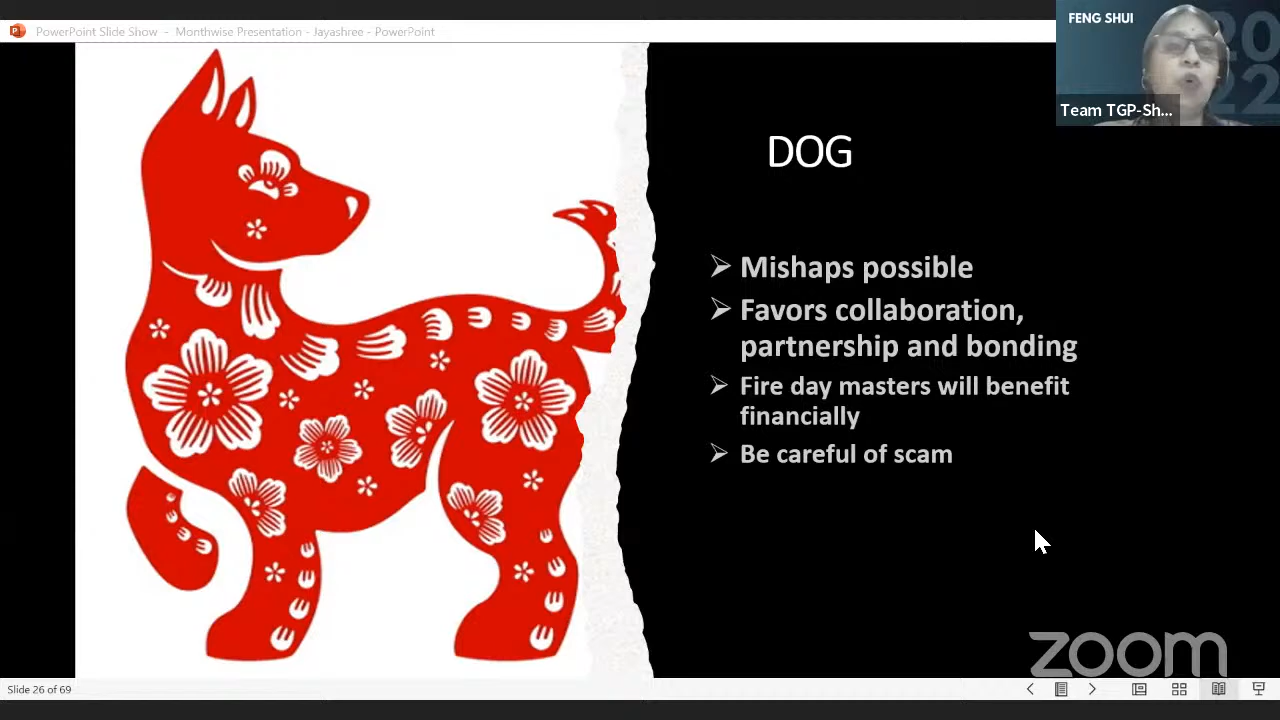 PowerPoint Slide Show - Monthwise Presentation - Jayashree - PowerPoint
FENG SHUI
2022
Team TGP-Sh...
DOG
Mishaps possible
Favors collaboration,
partnership and bonding
Fire day masters will benefit
financially
Be careful of scam
zoom
Slide 26 of 69